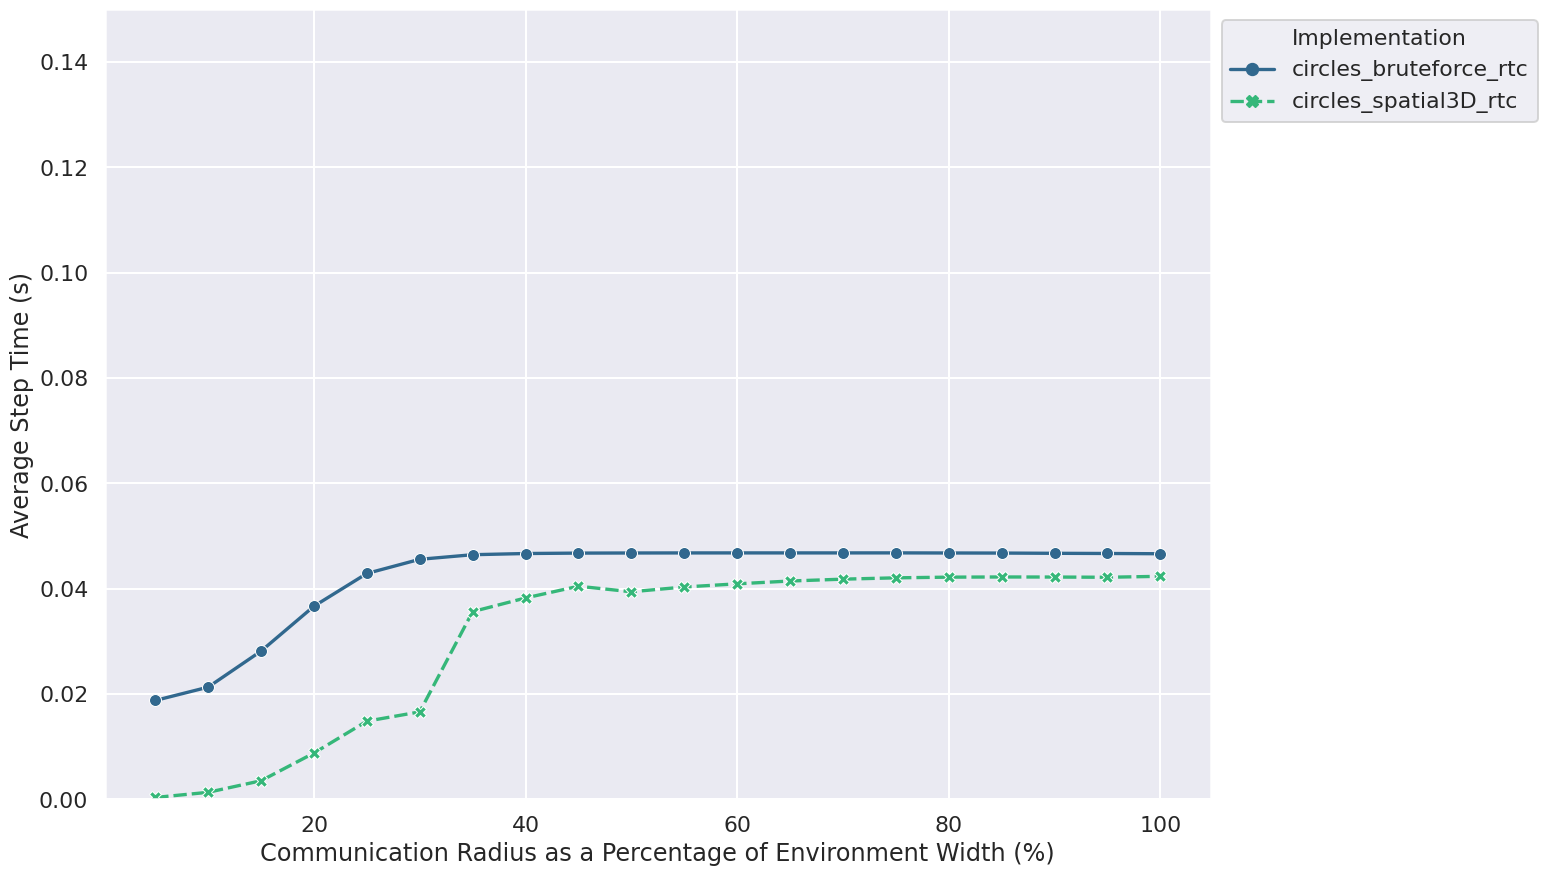 Implementation
circles_bruteforce_rtc
circles_spatial3D_rtc
Average Step Time (s)
0.14
0.12
0.10
0.08
0.06
0.04
0.02
0.00
20 40 60 80 100
Communication Radius as a Percentage of Environment Width (%)